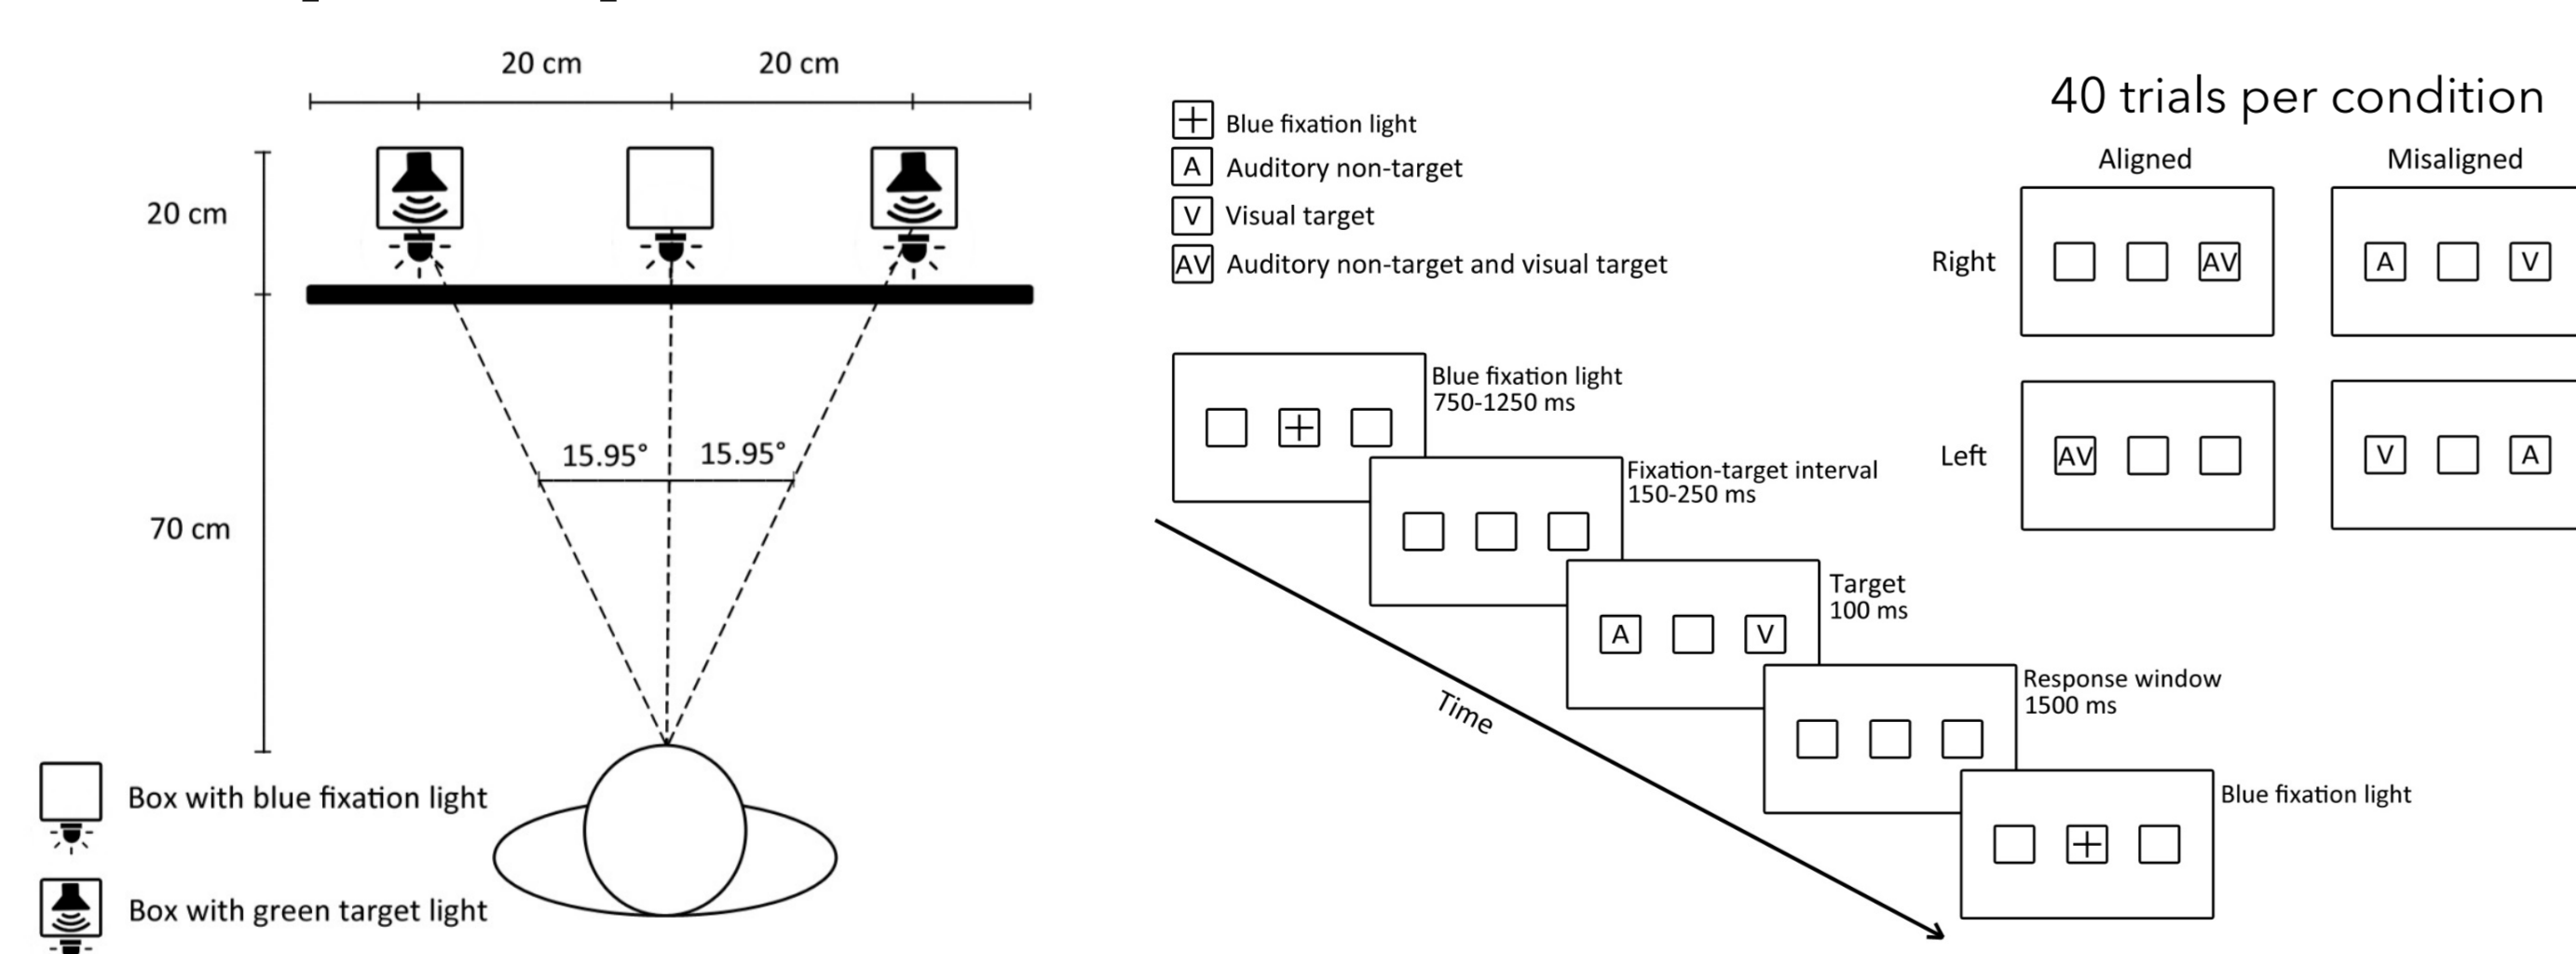 20 cm 20 cm
20 cm
15.95° 15.95°
70 cm
Box with blue fixation light
Box with green target light
+ Blue fixation light
A Auditory non-target
V Visual target
AV Auditory non-target and visual target
Blue fixation light
750-1250 ms
+
Fixation-target interval
150-250 ms
Target
100 ms
A V
Response window
1500 ms
Blue fixation light
+
Time
40 trials per condition
Aligned Misaligned
Right AV A V
Left AV V A